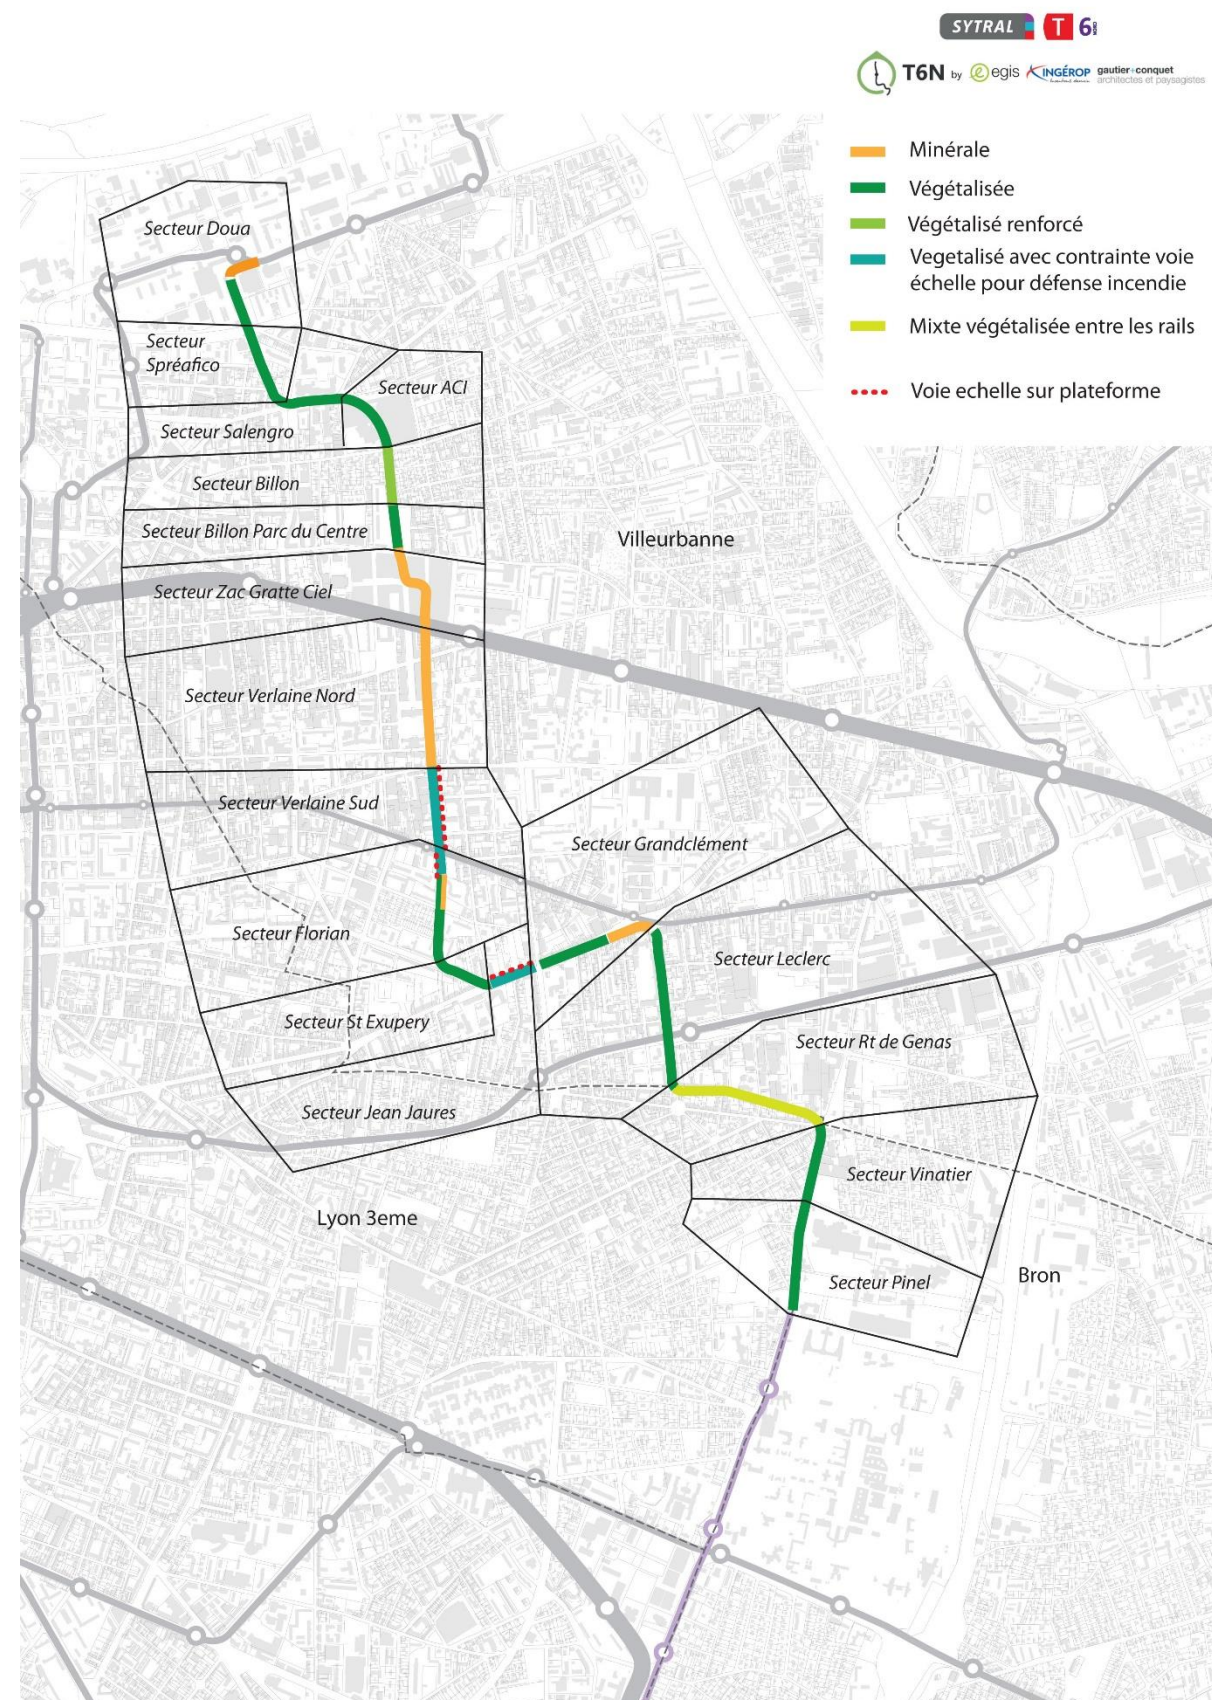 SYTRAL T 6
T6N by egis INGÉROP gautier+conquet
architectes et paysagistes
Minérale
Végétalisée
Végétalisé renforcé
Vegetalisé avec contrainte voie
échelle pour défense incendie
Mixte végétalisée entre les rails
Voie echelle sur plateforme
Secteur Doua
Secteur
Spréafico
Secteur ACI
Secteur Salengro
Secteur Billon
Secteur Billon Parc du Centre
Villeurbanne
Secteur Zac Gratte Ciel
Secteur Verlaine Nord
Secteur Verlaine Sud
Secteur Grandclément
Secteur Florian
Secteur Leclerc
Secteur St Exupery
Secteur Rt de Genas
Secteur Jean Jaures
Secteur Vinatier
Lyon 3eme
Secteur Pinel
Bron